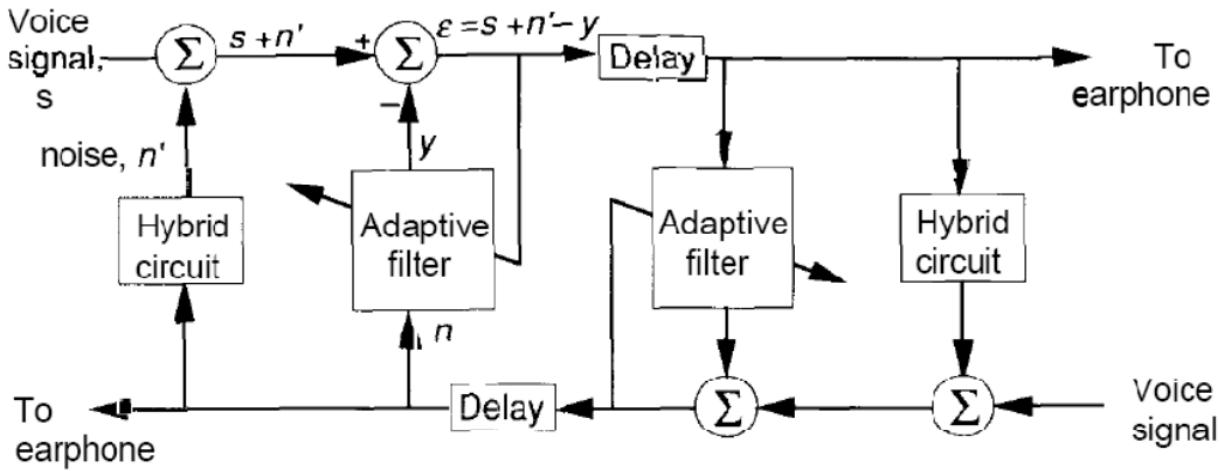 Voice
signal,
s
Σ
s + n'
+
Σ
ε = s + n' – y
Delay
To
earphone
–
noise, n'
y
Hybrid
circuit
Adaptive
filter
Adaptive
filter
Hybrid
circuit
n
To
earphone
Delay
Σ
Σ
Voice
signal